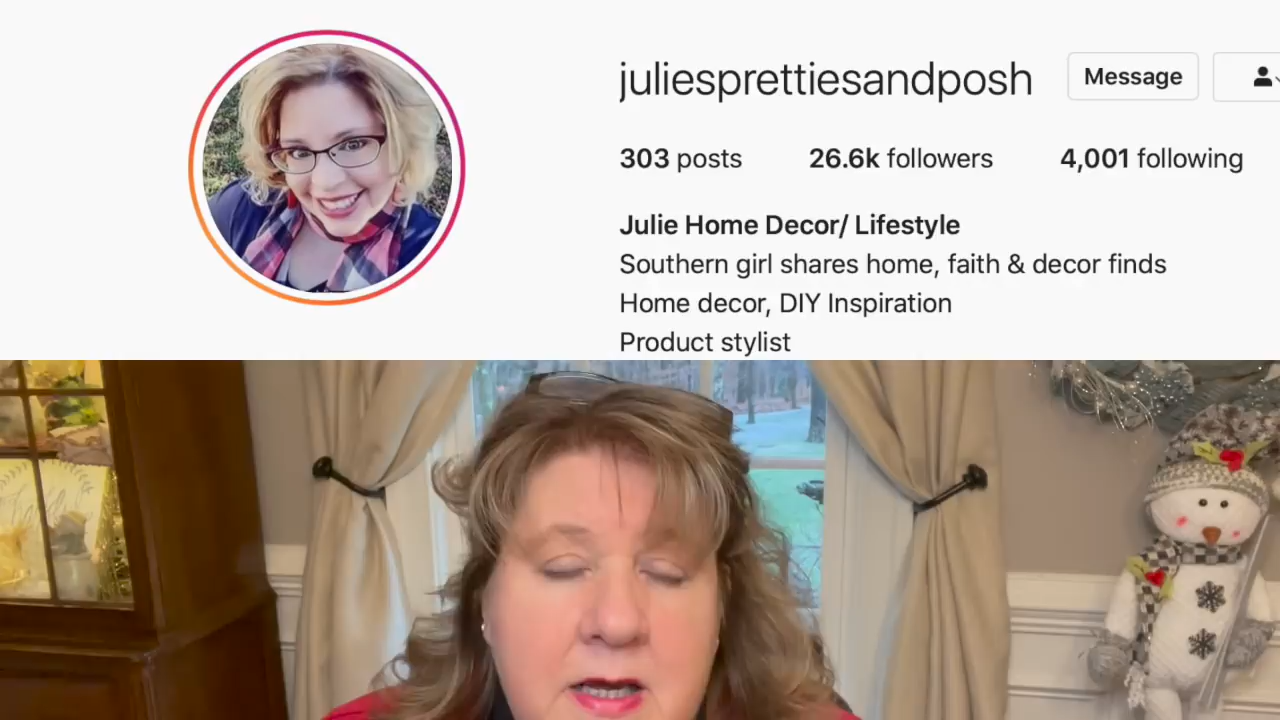 juliesprettiesandposh Message
303 posts 26.6k followers 4,001 following
Julie Home Decor/ Lifestyle
Southern girl shares home, faith & decor finds
Home decor, DIY Inspiration
Product stylist